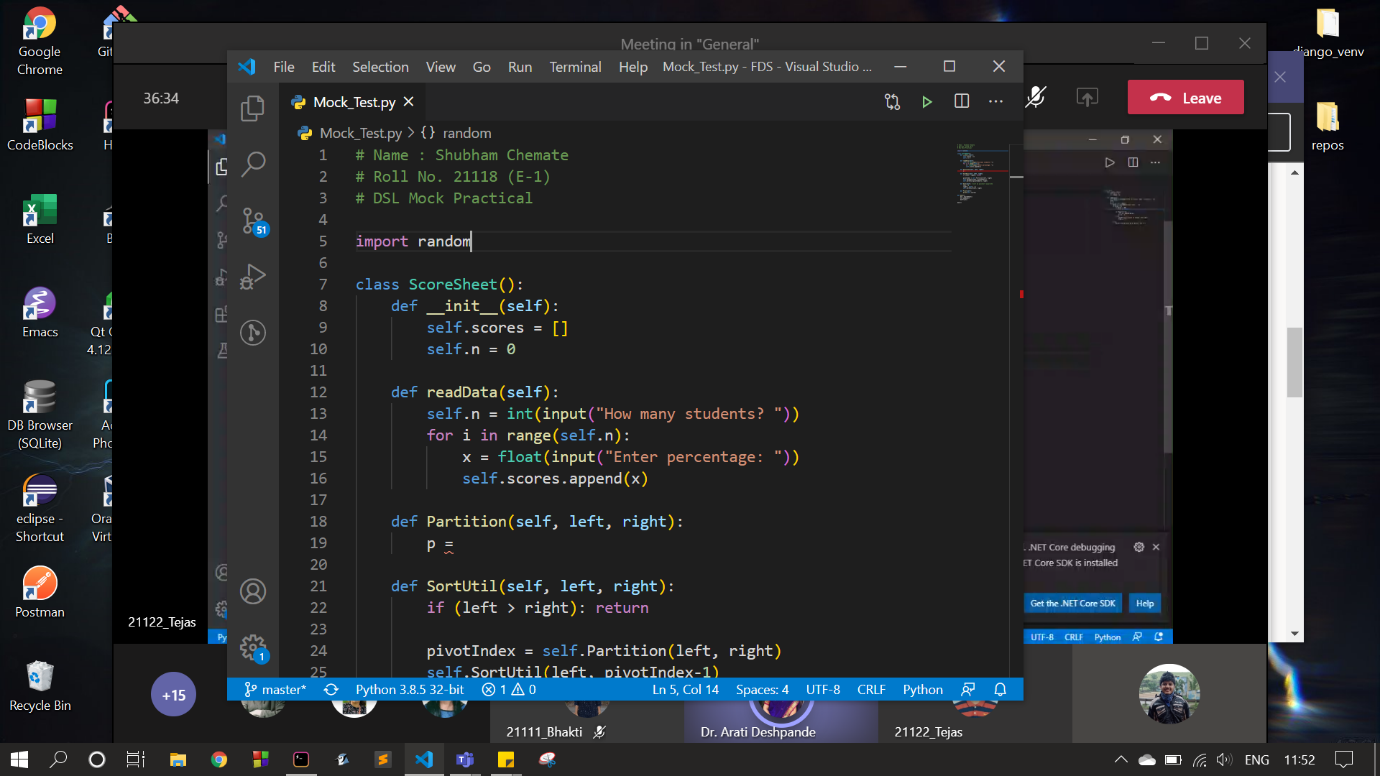 Google
Chrome
CodeBlocks
Excel
Emacs
DB Browser
(SQLite)
eclipse -
Shortcut
Postman
Recycle Bin
Qt
4.12
Meeting in "General"
36:34
Leave
File Edit Selection View Go Run Terminal Help Mock_Test.py - FDS - Visual Studio ...
Mock_Test.py
Mock_Test.py > {} random
1 # Name : Shubham Chemate
2 # Roll No. 21118 (E-1)
3 # DSL Mock Practical
4
5 import random
6
7 class ScoreSheet():
8 def __init__(self):
9 self.scores = []
10 self.n = 0
11
12 def readData(self):
13 self.n = int(input("How many students? "))
14 for i in range(self.n):
15 x = float(input("Enter percentage: "))
16 self.scores.append(x)
17
18 def Partition(self, left, right):
19 p =
20
21 def SortUtil(self, left, right):
22 if (left > right): return
23
24 pivotIndex = self.Partition(left, right)
25 self.SortUtil(left, pivotIndex-1)
51
1
master* Python 3.8.5 32-bit 1 0 Ln 5, Col 14 Spaces: 4 UTF-8 CRLF Python
.NET Core debugging
Core SDK is installed
Get the .NET Core SDK Help
UTF-8 CRLF Python
21122_Tejas
+15
21111_Bhakti
Dr. Arati Deshpande
21122_Tejas
django_venv
repos
ENG 11:52